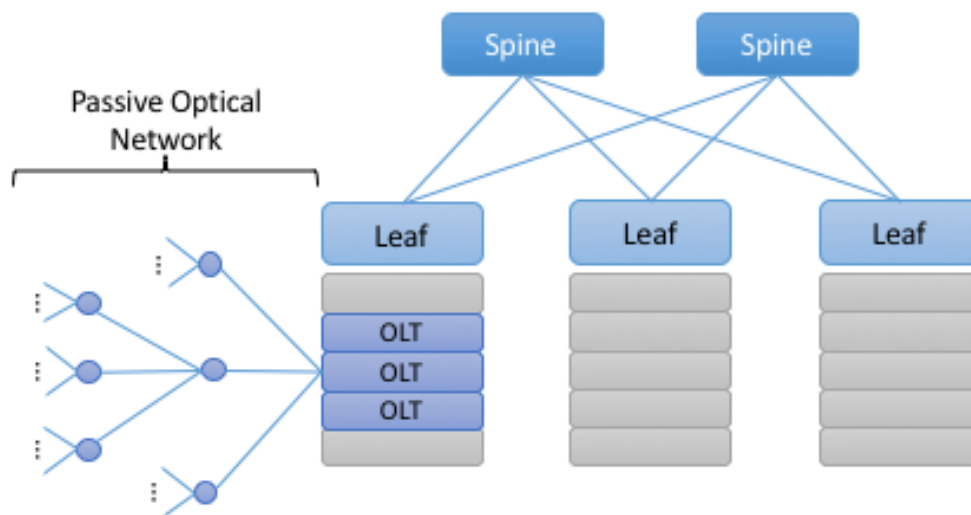 Spine
Spine
Passive Optical
Network
Leaf
Leaf
Leaf
OLT
OLT
OLT